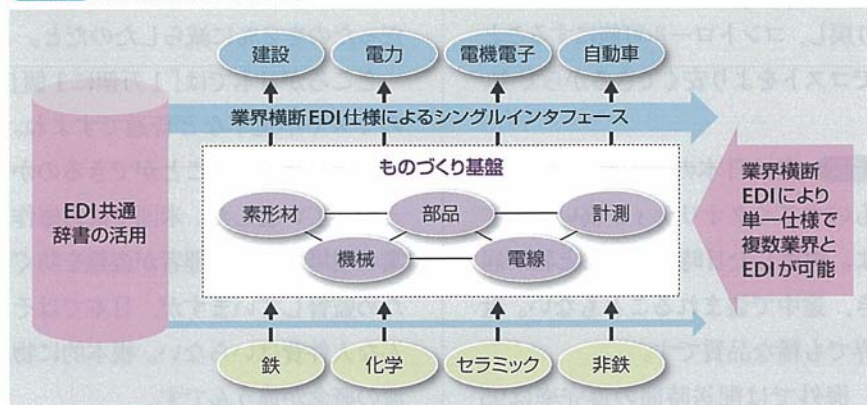 建設
電力
電機電子
自動車
業界横断EDI仕様によるシングルインタフェース
ものづくり基盤
EDI共通
辞書の活用
素形材
部品
計測
機械
電線
業界横断
EDIにより
単一仕様で
複数業界と
EDIが可能
鉄
化学
セラミック
非鉄